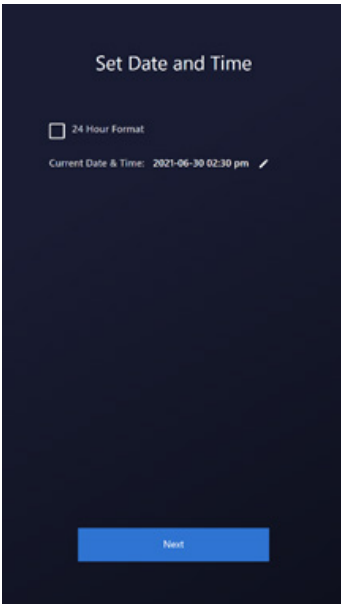 Set Date and Time
24 Hour Format
Current Date & Time: 2021-06-30 02:30 pm
Next